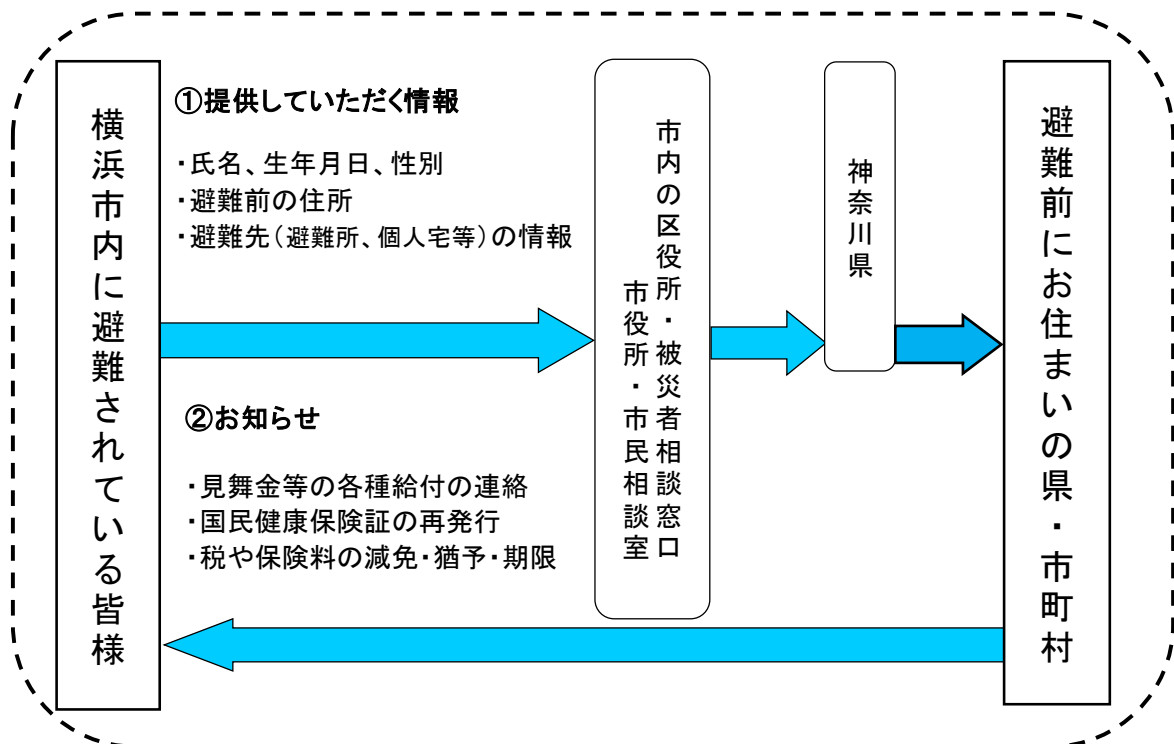 横浜市内に避難されている皆様
①提供していただく情報
・氏名、生年月日、性別
・避難前の住所
・避難先(避難所、個人宅等)の情報
②お知らせ
・見舞金等の各種給付の連絡
・国民健康保険証の再発行
・税や保険料の減免・猶予・期限
市内の区役所・被災者相談窓口
市役所・市民相談室
神奈川県
避難前にお住まいの県・市町村